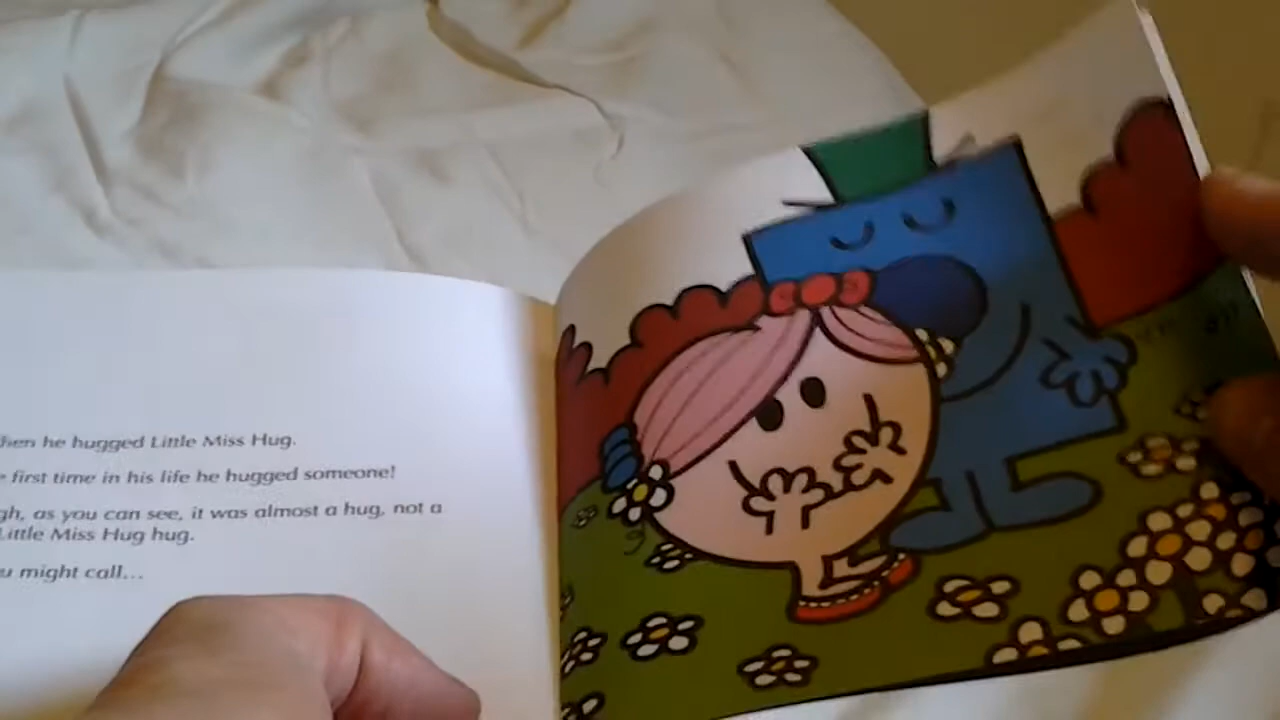 hen he hugged Little Miss Hug.
first time in his life he hugged someone!
gh, as you can see, it was almost a hug, not a
Little Miss Hug hug.
u might call...